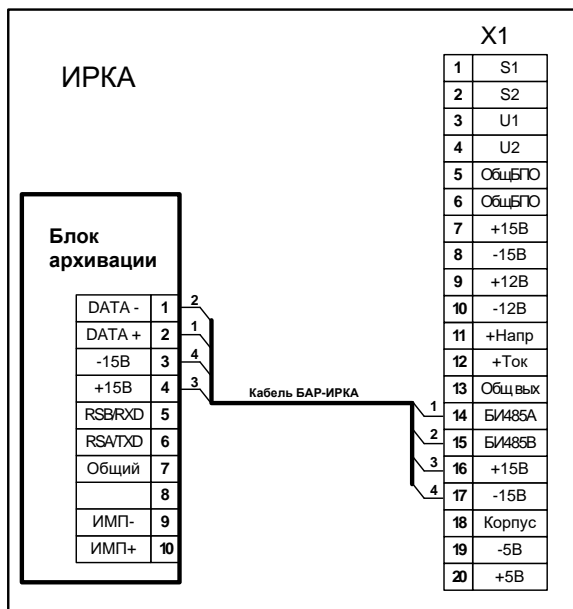 X1
ИРКА
1 S1
2 S2
3 U1
4 U2
5 ОбщБПО
6 ОбщБПО
7 +15В
8 -15В
9 +12В
10 -12В
11 +Напр
12 +Ток
13 Общ вых
14 БИ485А
15 БИ485В
16 +15В
17 -15В
18 Корпус
19 -5В
20 +5В
Блок
архивации
DATA - 1 2
DATA + 2 1
-15В 3 4
+15В 4 3
RSB/RXD 5
RSA/TXD 6
Общий 7
8
ИМП- 9
ИМП+ 10
Кабель БАР-ИРКА
1
2
3
4